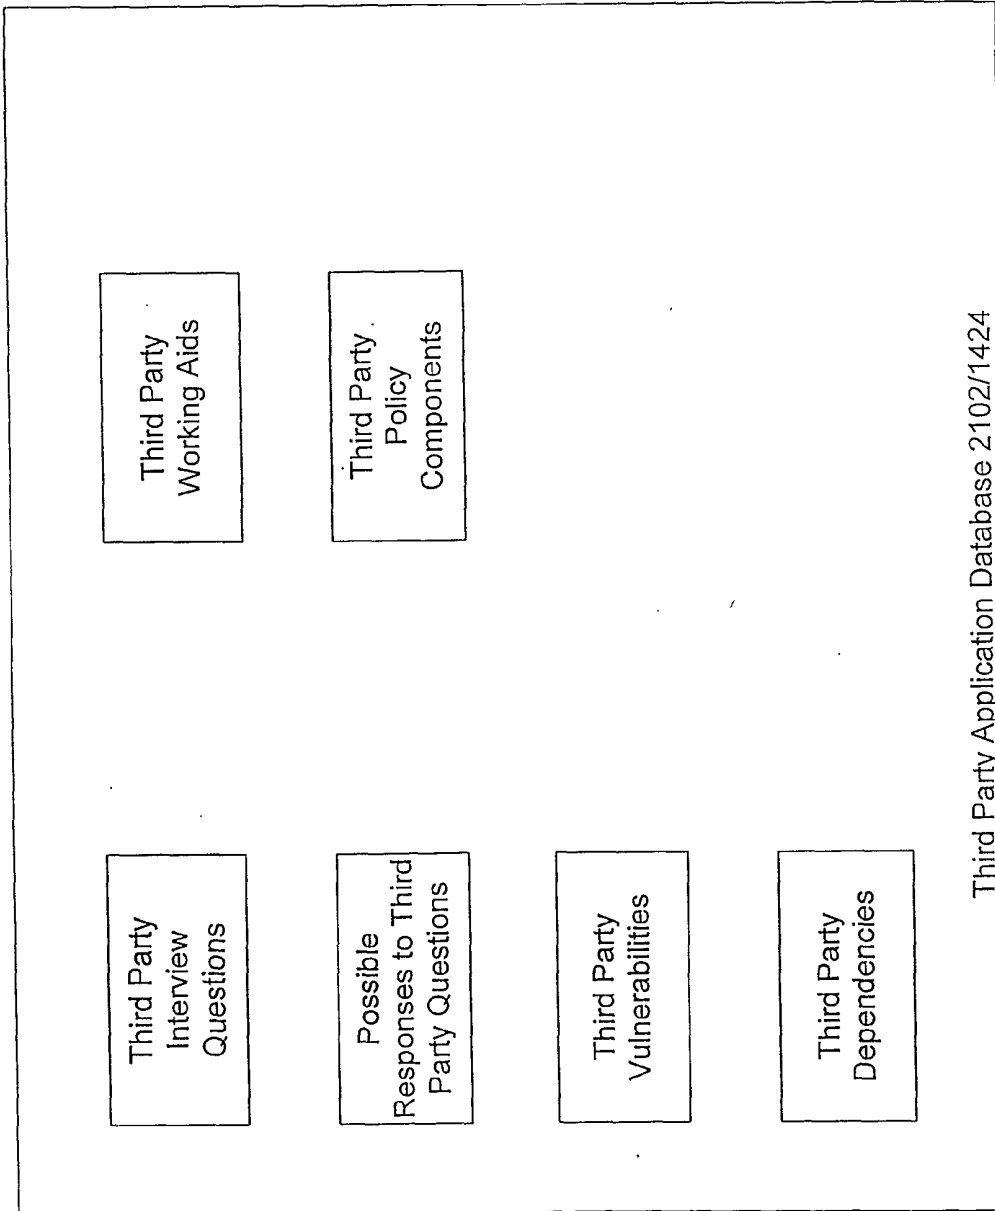 Third Party
Interview
Questions
Third Party
Working Aids
Possible
Responses to Third
Party Questions
Third Party
Policy
Components
Third Party
Vulnerabilities
Third Party
Dependencies
Third Party Application Database 2102/1424